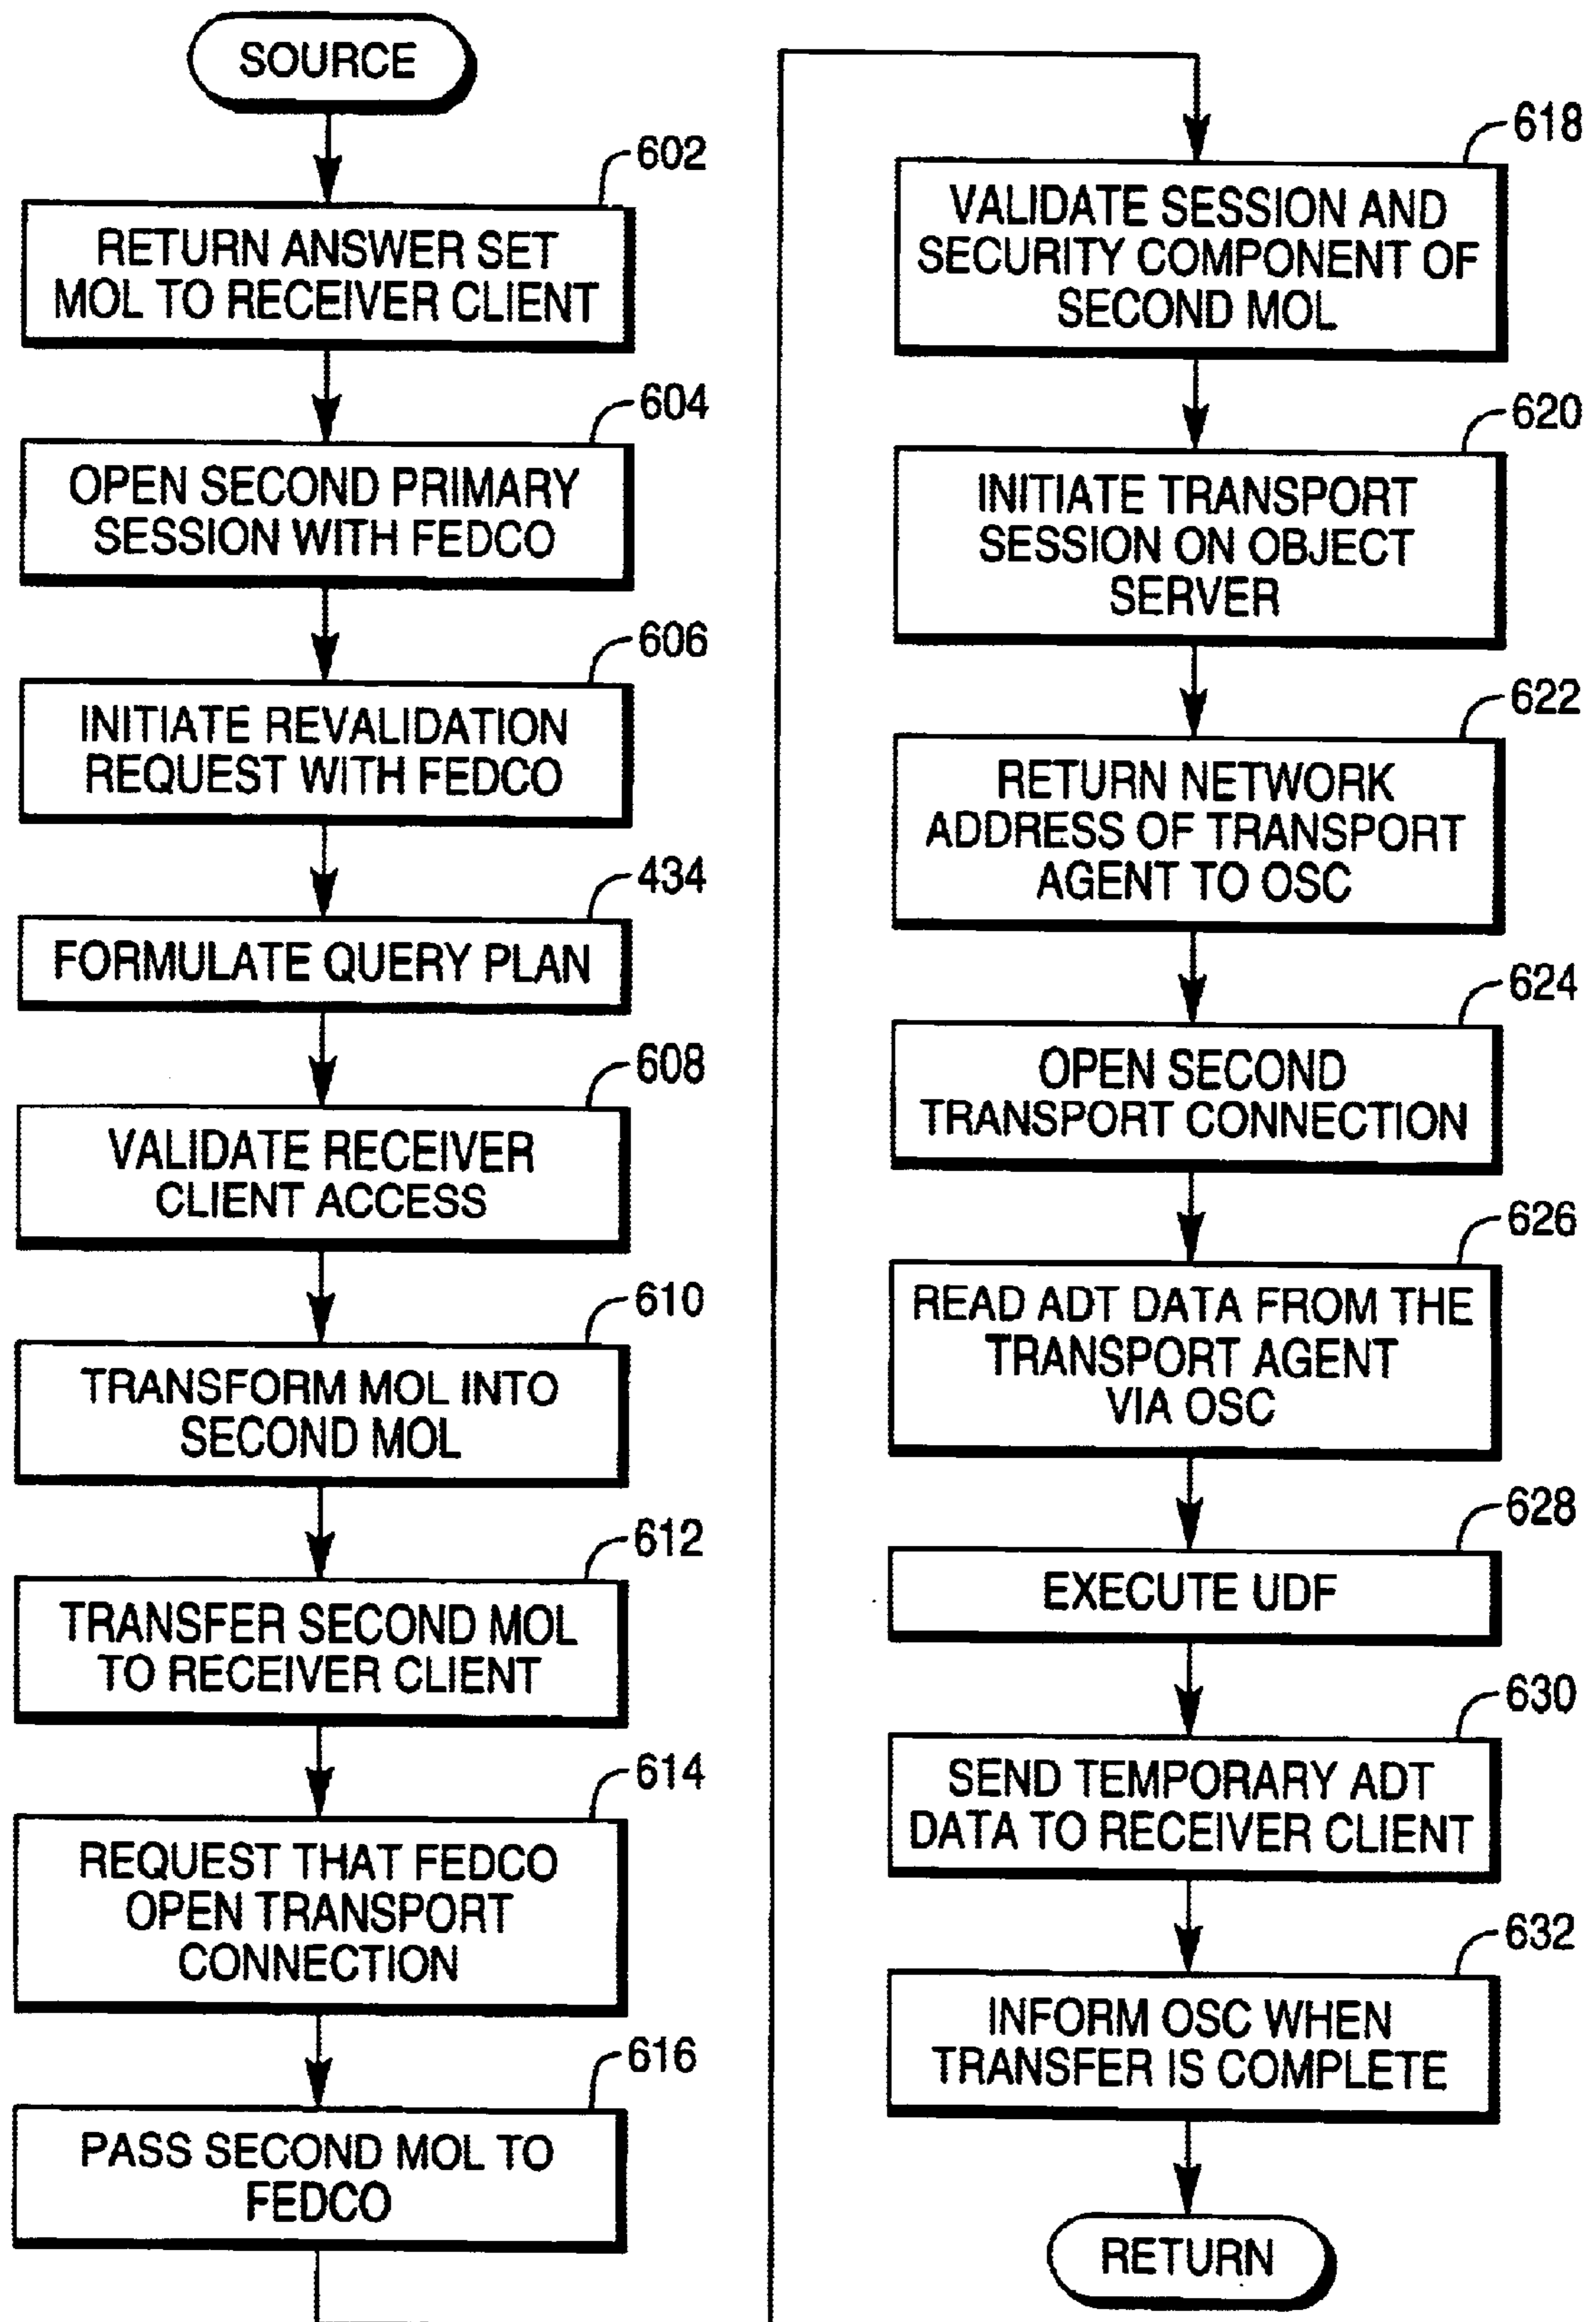 SOURCE
602
RETURN ANSWER SET
MOL TO RECEIVER CLIENT
604
OPEN SECOND PRIMARY
SESSION WITH FEDCO
606
INITIATE REVALIDATION
REQUEST WITH FEDCO
434
FORMULATE QUERY PLAN
608
VALIDATE RECEIVER
CLIENT ACCESS
610
TRANSFORM MOL INTO
SECOND MOL
612
TRANSFER SECOND MOL
TO RECEIVER CLIENT
614
REQUEST THAT FEDCO
OPEN TRANSPORT
CONNECTION
616
PASS SECOND MOL TO
FEDCO
618
VALIDATE SESSION AND
SECURITY COMPONENT OF
SECOND MOL
620
INITIATE TRANSPORT
SESSION ON OBJECT
SERVER
622
RETURN NETWORK
ADDRESS OF TRANSPORT
AGENT TO OSC
624
OPEN SECOND
TRANSPORT CONNECTION
626
READ ADT DATA FROM THE
TRANSPORT AGENT
VIA OSC
628
EXECUTE UDF
630
SEND TEMPORARY ADT
DATA TO RECEIVER CLIENT
632
INFORM OSC WHEN
TRANSFER IS COMPLETE
RETURN